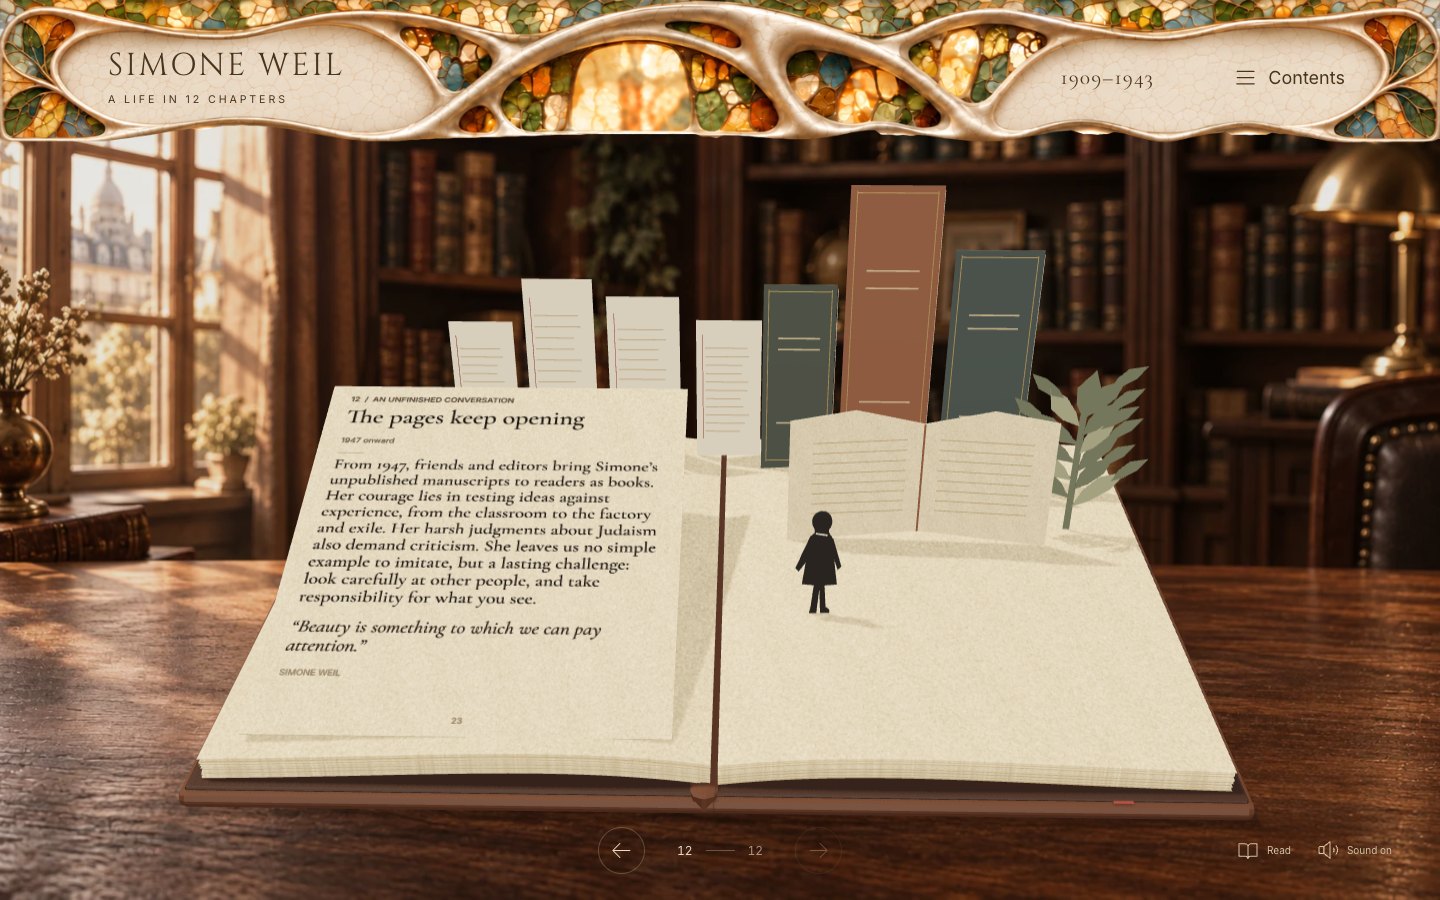 SIMONE WEIL
A LIFE IN 12 CHAPTERS
1909–1943
Contents
12 / AN UNFINISHED CONVERSATION
The pages keep opening
1947 onward
From 1947, friends and editors bring Simone’s
unpublished manuscripts to readers as books.
Her courage lies in testing ideas against
experience, from the classroom to the factory
and exile. Her harsh judgments about Judaism
also demand criticism. She leaves us no simple
example to imitate, but a lasting challenge:
look carefully at other people, and take
responsibility for what you see.
“Beauty is something to which we can pay
attention.”
SIMONE WEIL
23
12 — 12
Read
Sound on